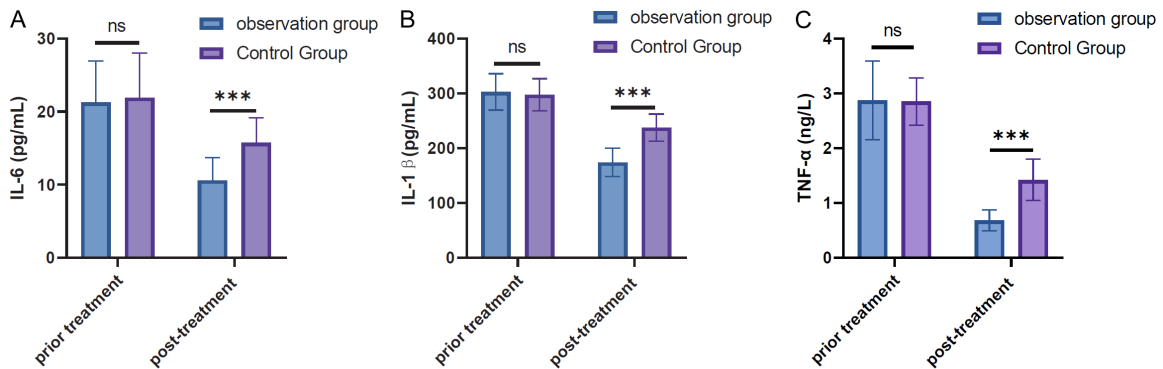 A
observation group
Control Group
IL-6 (pg/mL)
30
20
10
0
ns
***
prior treatment
post-treatment
B
observation group
Control Group
IL-1 β (pg/mL)
400
300
200
100
0
ns
***
prior treatment
post-treatment
C
observation group
Control Group
TNF-α (ng/L)
4
3
2
1
0
ns
***
prior treatment
post-treatment